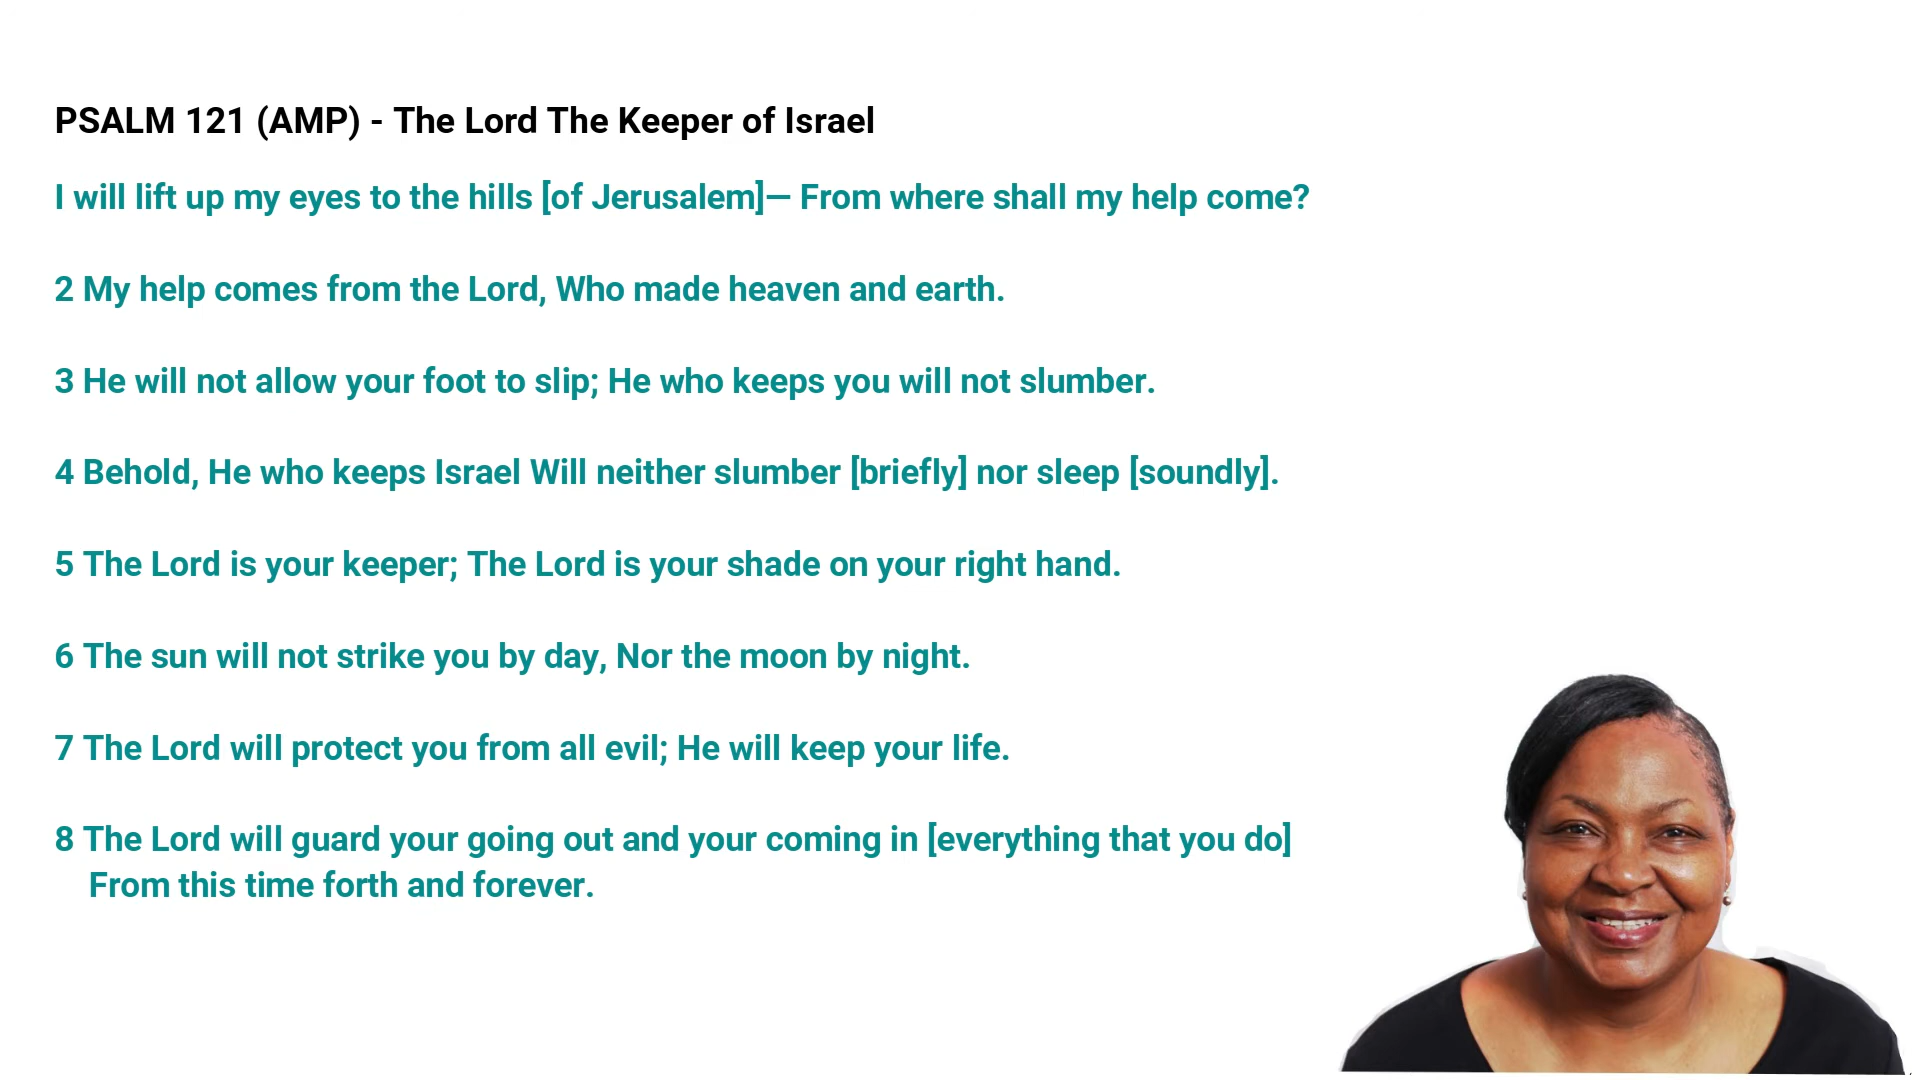 PSALM 121 (AMP) - The Lord The Keeper of Israel
I will lift up my eyes to the hills [of Jerusalem]— From where shall my help come?
2 My help comes from the Lord, Who made heaven and earth.
3 He will not allow your foot to slip; He who keeps you will not slumber.
4 Behold, He who keeps Israel Will neither slumber [briefly] nor sleep [soundly].
5 The Lord is your keeper; The Lord is your shade on your right hand.
6 The sun will not strike you by day, Nor the moon by night.
7 The Lord will protect you from all evil; He will keep your life.
8 The Lord will guard your going out and your coming in [everything that you do]
From this time forth and forever.